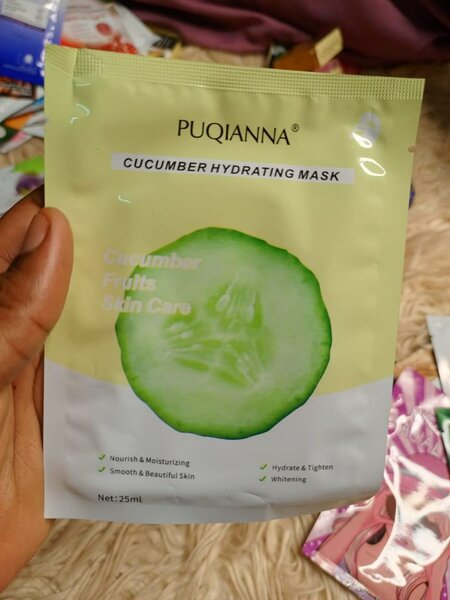 PUQIANNA®
CUCUMBER HYDRATING MASK
Cucumber
Fruits
Skin Care
✓ Nourish & Moisturizing
✓ Smooth & Beautiful Skin
✓ Hydrate & Tighten
✓ Whitening
Net:25ml